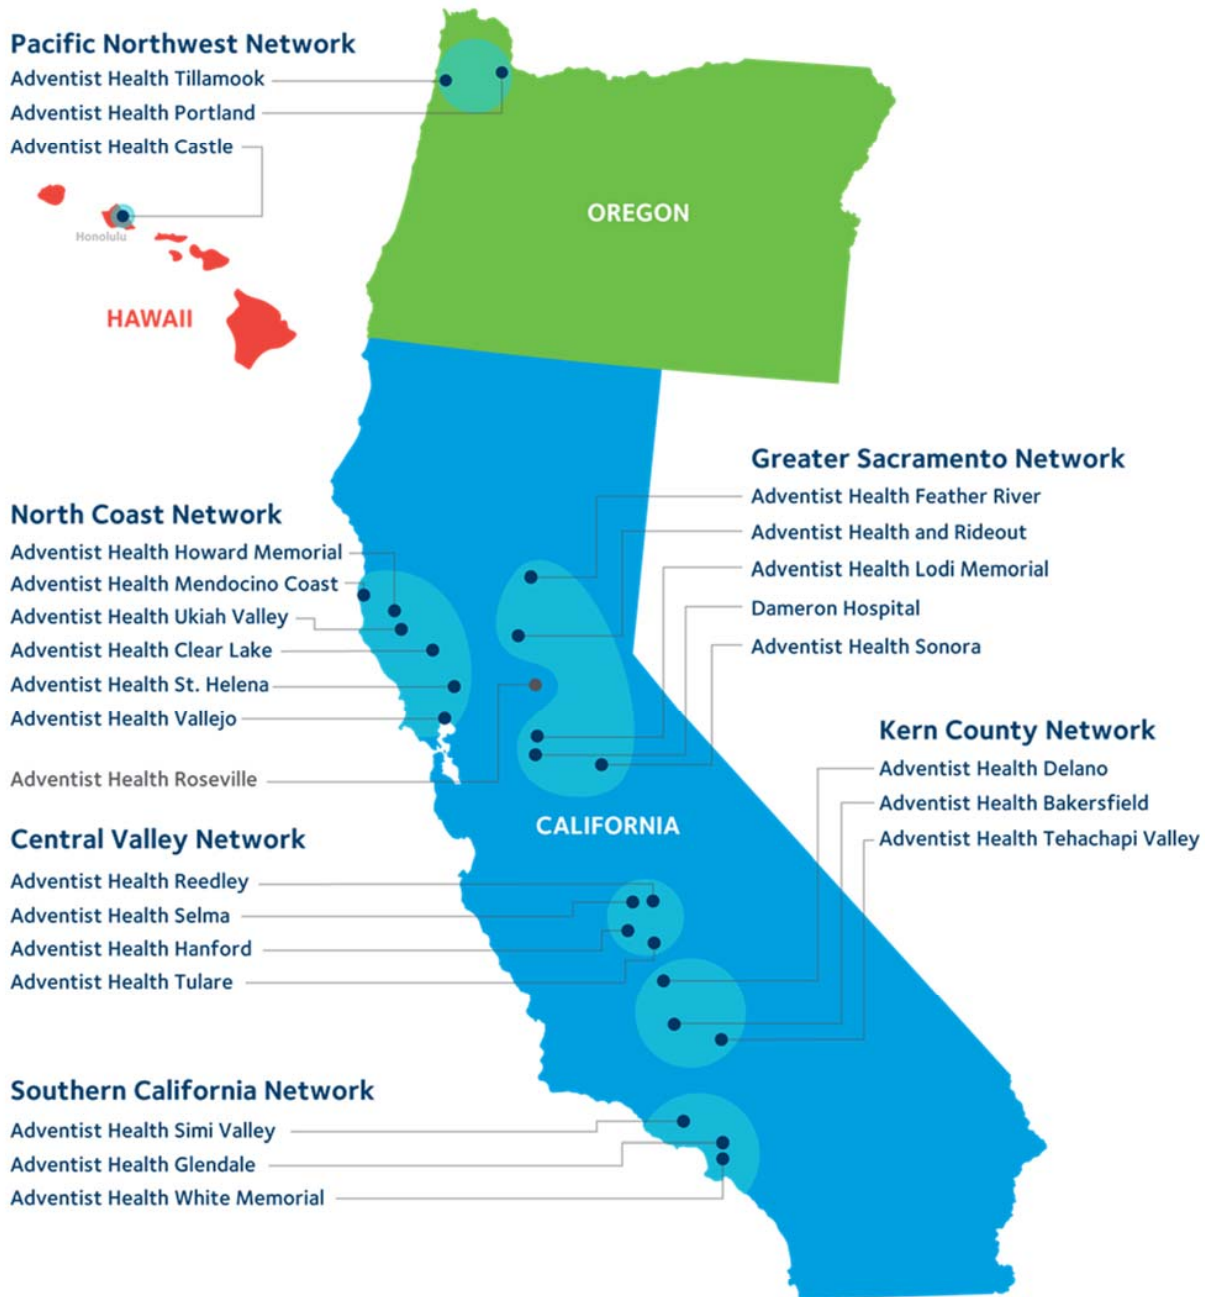 Pacific Northwest Network
Adventist Health Tillamook
Adventist Health Portland
Adventist Health Castle
Honolulu
HAWAII
OREGON
Greater Sacramento Network
Adventist Health Feather River
Adventist Health and Rideout
Adventist Health Lodi Memorial
Dameron Hospital
Adventist Health Sonora
North Coast Network
Adventist Health Howard Memorial
Adventist Health Mendocino Coast
Adventist Health Ukiah Valley
Adventist Health Clear Lake
Adventist Health St. Helena
Adventist Health Vallejo
Adventist Health Roseville
Kern County Network
Adventist Health Delano
Adventist Health Bakersfield
Adventist Health Tehachapi Valley
CALIFORNIA
Central Valley Network
Adventist Health Reedley
Adventist Health Selma
Adventist Health Hanford
Adventist Health Tulare
Southern California Network
Adventist Health Simi Valley
Adventist Health Glendale
Adventist Health White Memorial